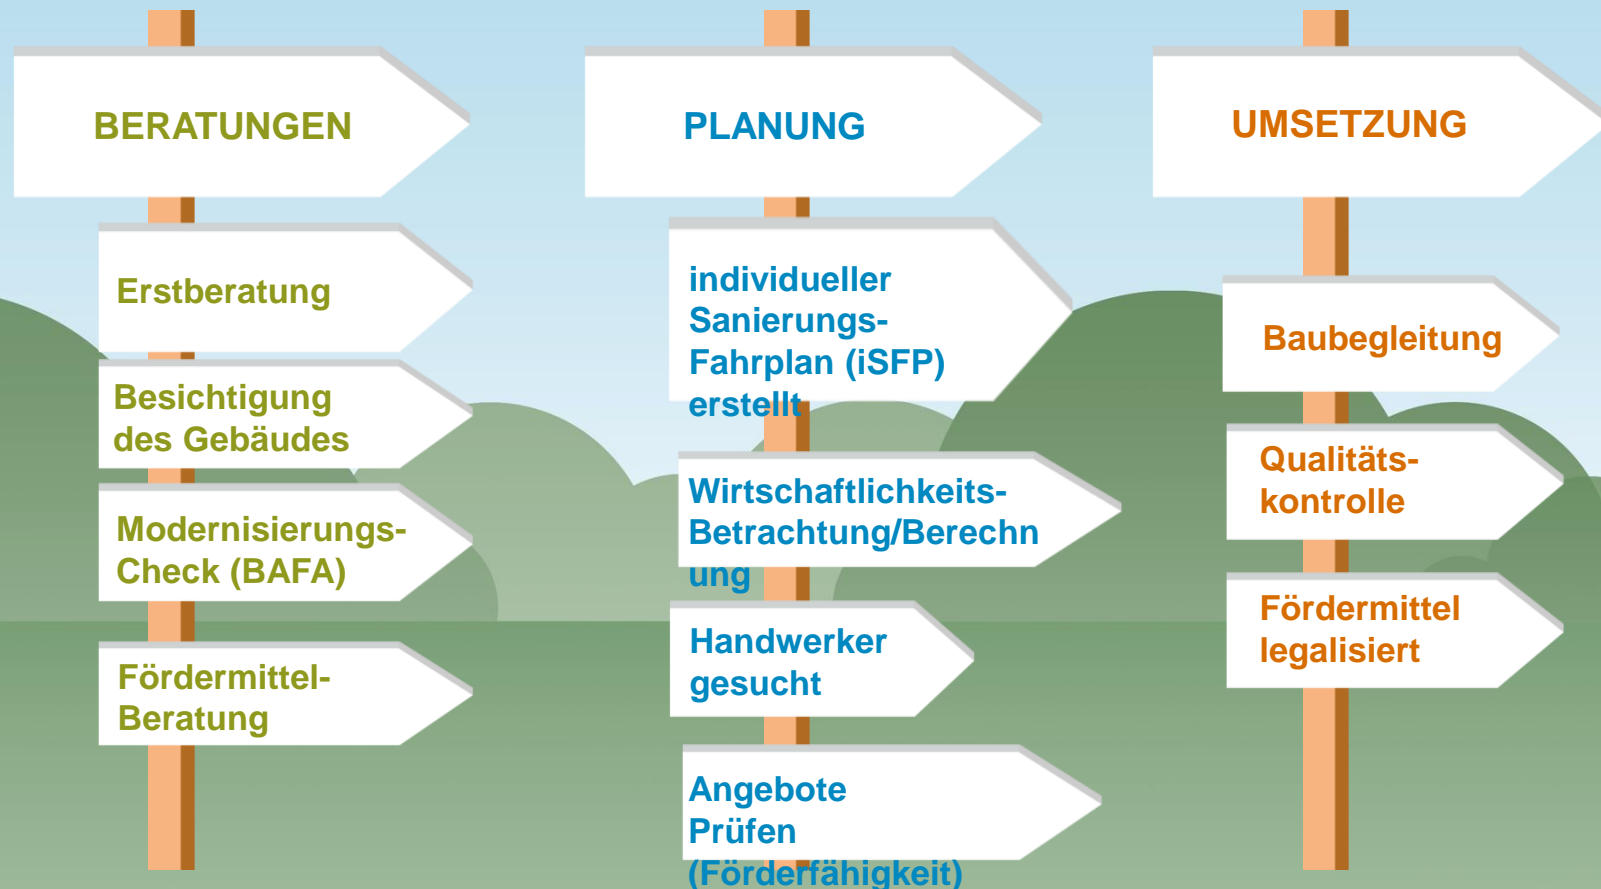 BERATUNGEN
Erstberatung
Besichtigung
des Gebäudes
Modernisierungs-
Check (BAFA)
Fördermittel-
Beratung
PLANUNG
individueller
Sanierungs-
Fahrplan (iSFP)
erstellt
Wirtschaftlichkeits-
Betrachtung/Berechn
ung
Handwerker
gesucht
Angebote
Prüfen
(Förderfähigkeit)
UMSETZUNG
Baubegleitung
Qualitäts-
kontrolle
Fördermittel
legalisiert